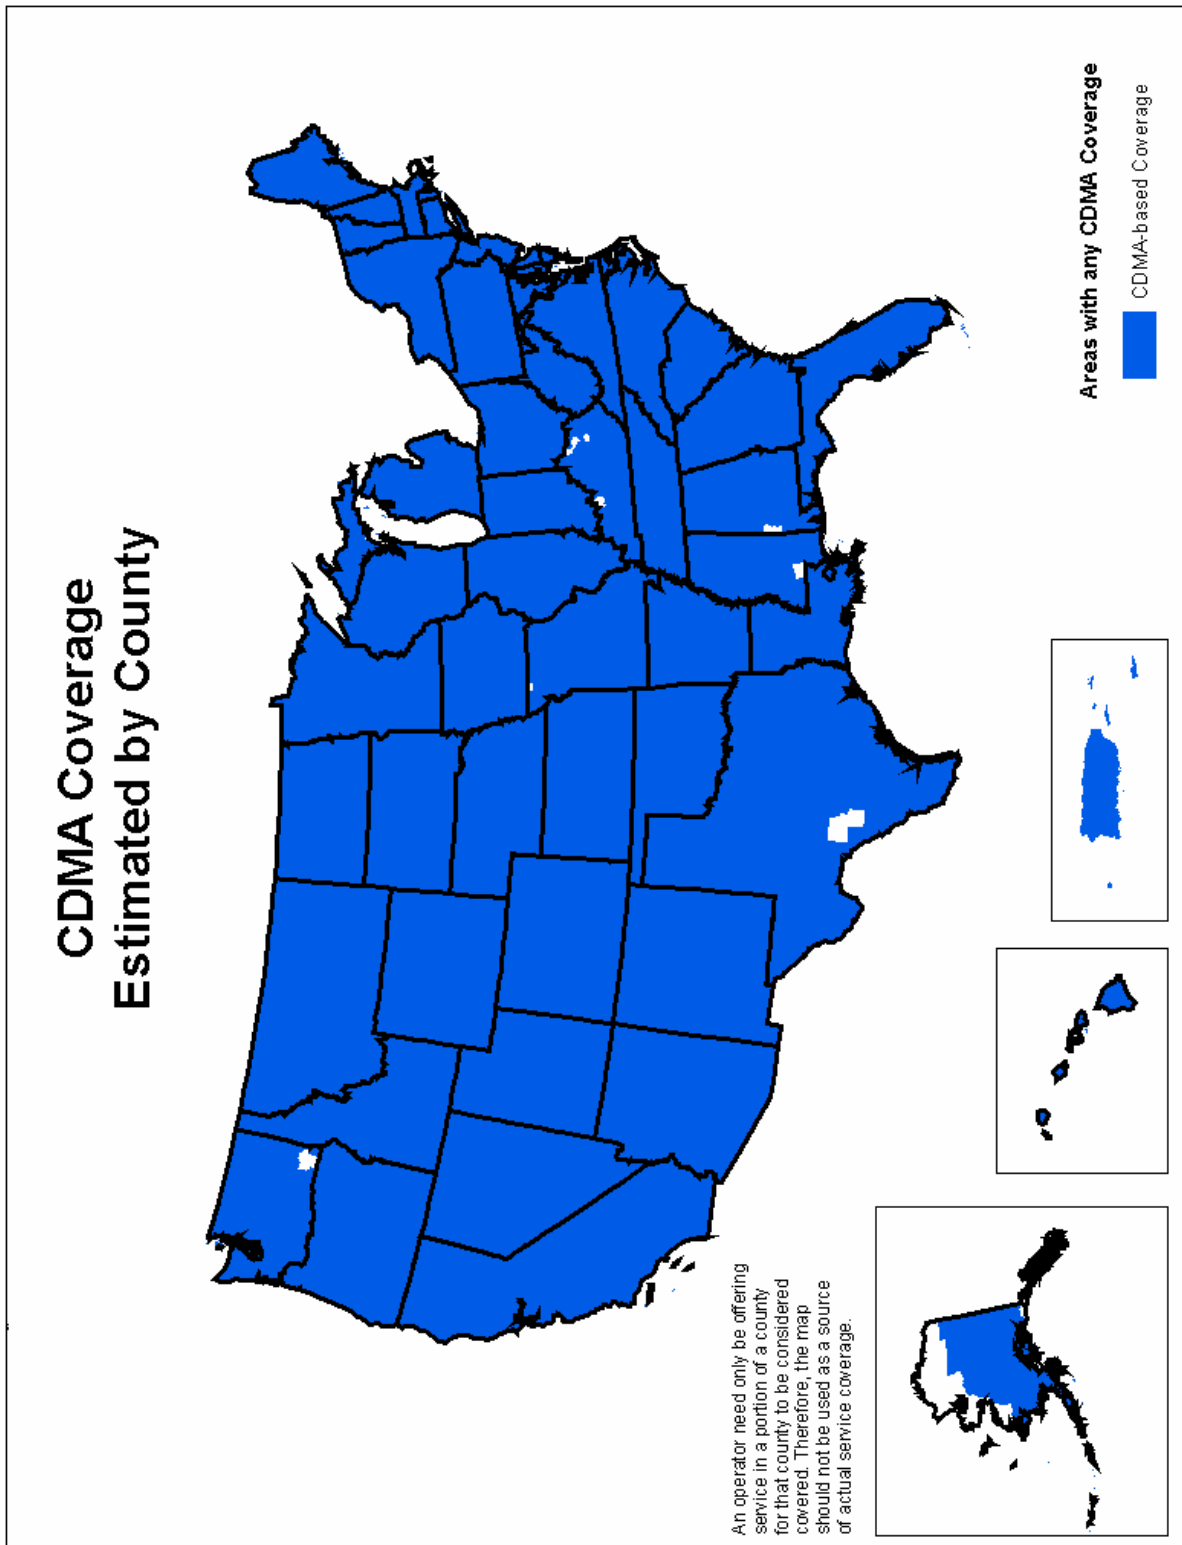 CDMA Coverage
Estimated by County
An operator need only be offering
service in a portion of a county
for that county to be considered
covered. Therefore, the map
should not be used as a source
of actual service coverage.
Areas with any CDMA Coverage
CDMA-based Coverage